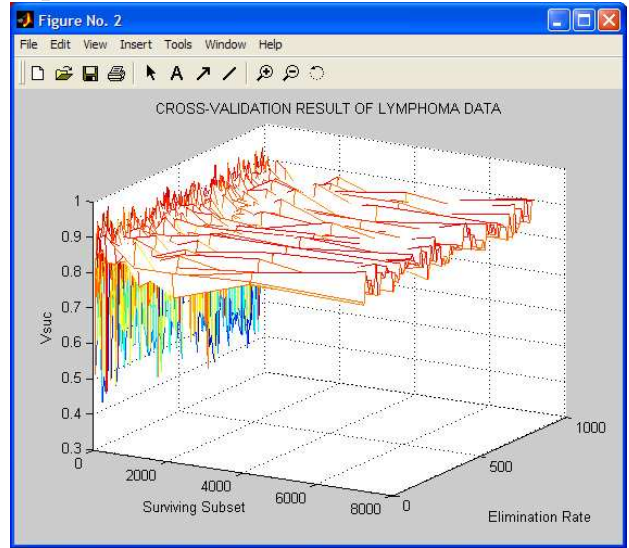 Figure No. 2
File Edit View Insert Tools Window Help
A
CROSS-VALIDATION RESULT OF LYMPHOMA DATA
1
0.9
0.8
0.7
0.6
0.5
0.4
0.3
Vsuc
0
2000
4000
6000
8000
Surviving Subset
0
500
1000
Elimination Rate